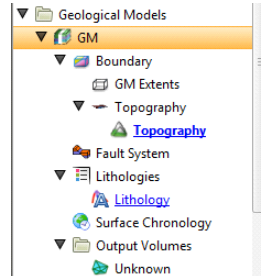 Geological Models
GM
Boundary
GM Extents
Topography
Topography
Fault System
Lithologies
Lithology
Surface Chronology
Output Volumes
Unknown